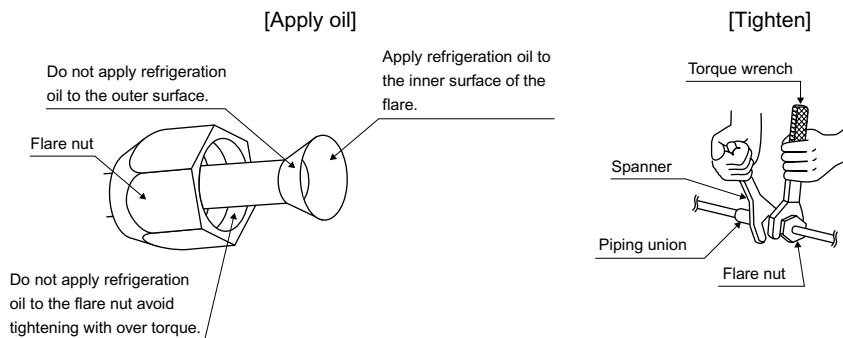 [Apply oil]
Do not apply refrigeration
oil to the outer surface.
Apply refrigeration oil to
the inner surface of the
flare.
Flare nut
Do not apply refrigeration
oil to the flare nut avoid
tightening with over torque.
[Tighten]
Torque wrench
Spanner
Piping union
Flare nut